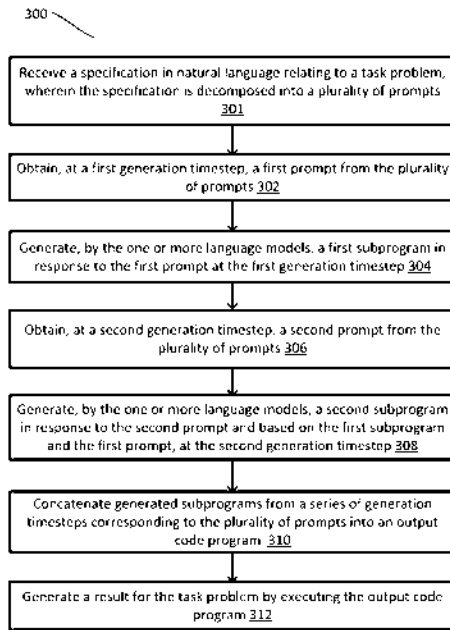 300
Receive a specification in natural language relating to a task problem,
wherein the specification is decomposed into a plurality of prompts
301
Obtain, at a first generation timestep, a first prompt from the plurality
of prompts 302
Generate, by the one or more language models, a first subprogram in
response to the first prompt at the first generation timestep 304
Obtain, at a second generation timestep, a second prompt from the
plurality of prompts 306
Generate, by the one or more language models, a second subprogram
in response to the second prompt and based on the first subprogram
and the first prompt, at the second generation timestep 308
Concatenate generated subprograms from a series of generation
timesteps corresponding to the plurality of prompts into an output
code program 310
Generate a result for the task problem by executing the output code
program 312